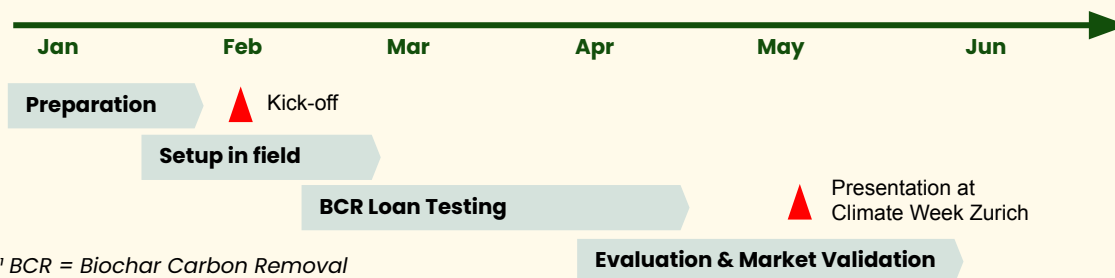 Jan Feb Mar Apr May Jun
Preparation
Kick-off
Setup in field
BCR Loan Testing
Presentation at
Climate Week Zurich
Evaluation & Market Validation
¹ BCR = Biochar Carbon Removal